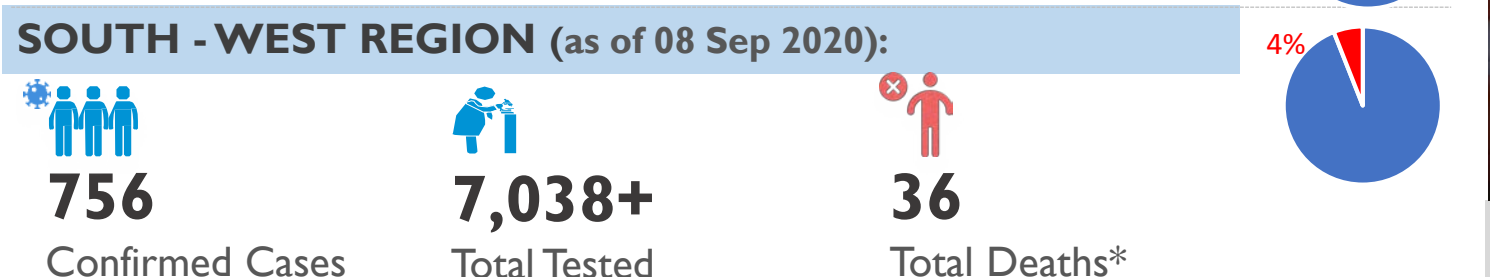 SOUTH - WEST REGION (as of 08 Sep 2020):
4%
756
7,038+
36
Confirmed Cases
Total Tested
Total Deaths*